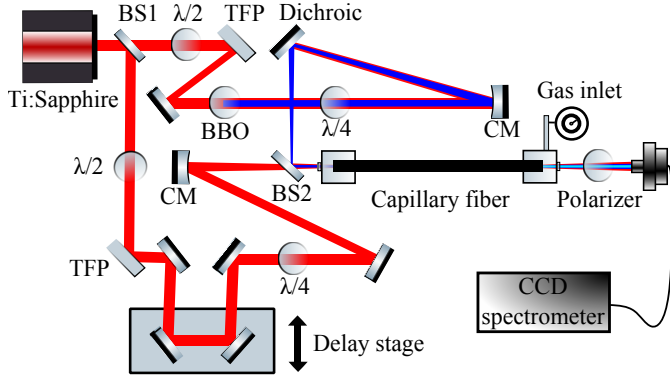 BS1
λ/2
TFP
Dichroic
Ti:Sapphire
BBO
λ/4
CM
Gas inlet
λ/2
CM
BS2
Capillary fiber
Polarizer
TFP
λ/4
CCD
spectrometer
Delay stage